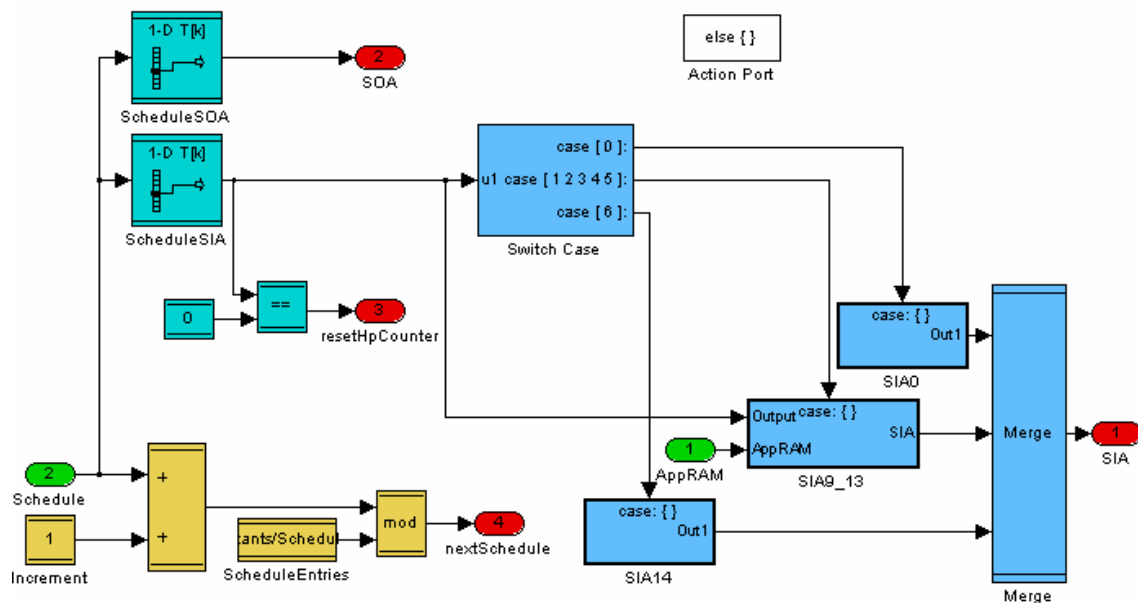 1-D T[k]
ScheduleSOA
2
SOA
else { }
Action Port
1-D T[k]
ScheduleSIA
case [ 0 ]:
u1 case [ 1 2 3 4 5 ]:
case [ 6 ]:
Switch Case
0
==
3
resetHpCounter
case: { }
Out1
SIA0
Output
case: { }
SIA
AppRAM
SIA9_13
1
AppRAM
Merge
Merge
1
SIA
2
Schedule
+
+
1
Increment
tants/Schedu
ScheduleEntries
mod
4
nextSchedule
case: { }
Out1
SIA14